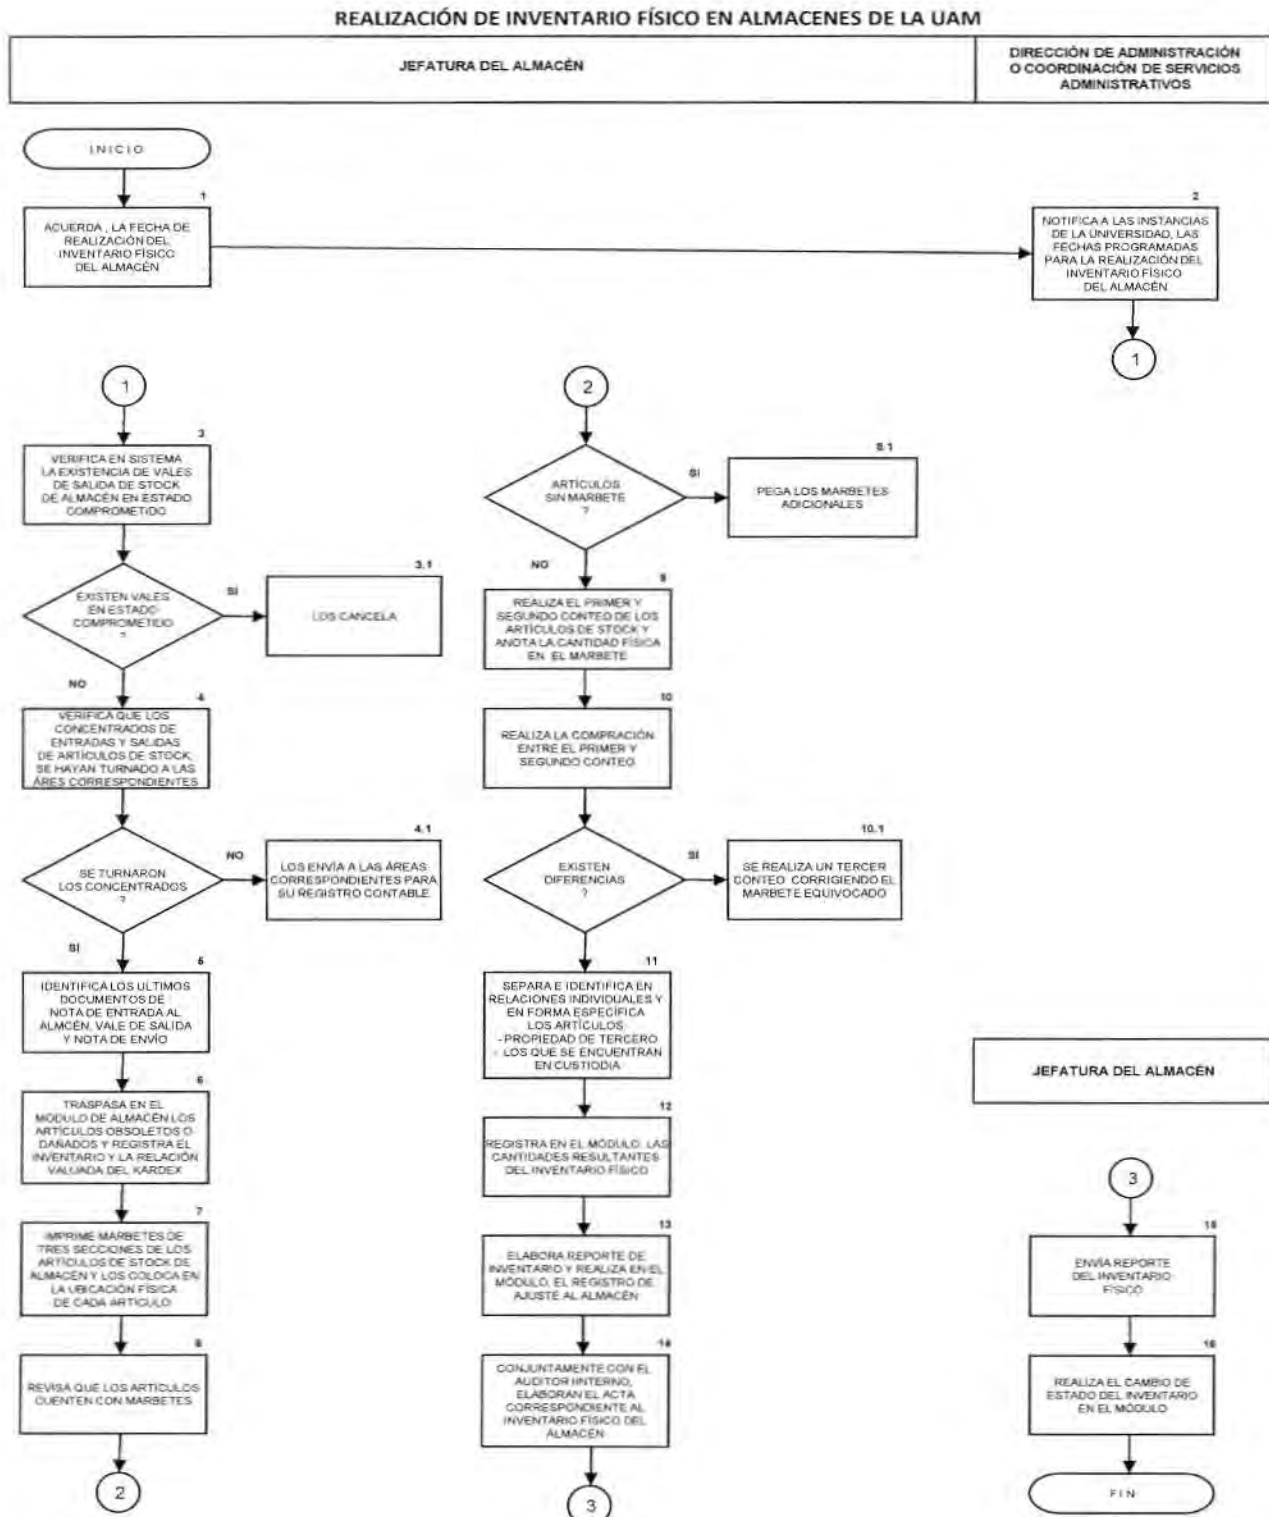 REALIZACIÓN DE INVENTARIO FÍSICO EN ALMACENES DE LA UAM
JEFATURA DEL ALMACÉN
DIRECCIÓN DE ADMINISTRACIÓN
O COORDINACIÓN DE SERVICIOS
ADMINISTRATIVOS
INICIO
1
ACUERDA , LA FECHA DE
REALIZACIÓN DEL
INVENTARIO FÍSICO
DEL ALMACÉN
2
NOTIFICA A LAS INSTANCIAS
DE LA UNIVERSIDAD, LAS
FECHAS PROGRAMADAS
PARA LA REALIZACIÓN DEL
INVENTARIO FÍSICO
DEL ALMACÉN
1
1
3
VERIFICA EN SISTEMA
LA EXISTENCIA DE VALES
DE SALIDA DE STOCK
DE ALMACÉN EN ESTADO
COMPROMETIDO
EXISTEN VALES
EN ESTADO
COMPROMETIDO
?
SI
3.1
LOS CANCELA
NO
4
VERIFICA QUE LOS
CONCENTRADOS DE
ENTRADAS Y SALIDAS
DE ARTÍCULOS DE STOCK,
SE HAYAN TURNADO A LAS
ÁRES CORRESPONDIENTES
SE TURNARON
LOS CONCENTRADOS
?
NO
4.1
LOS ENVÍA A LAS ÁREAS
CORRESPONDIENTES PARA
SU REGISTRO CONTABLE
SI
5
IDENTIFICA LOS ULTIMOS
DOCUMENTOS DE
NOTA DE ENTRADA AL
ALMCÉN, VALE DE SALIDA
Y NOTA DE ENVÍO
6
TRASPASA EN EL
MÓDULO DE ALMACÉN LOS
ARTÍCULOS OBSOLETOS O
DAÑADOS Y REGISTRA EL
INVENTARIO Y LA RELACIÓN
VALUADA DEL KÁRDEX
7
IMPRIME MARBETES DE
TRES SECCIONES DE LOS
ARTÍCULOS DE STOCK DE
ALMACÉN Y LOS COLOCA EN
LA UBICACIÓN FÍSICA
DE CADA ARTÍCULO
8
REVISA QUE LOS ARTÍCULOS
CUENTEN CON MARBETES
2
2
ARTÍCULOS
SIN MARBETE
?
SI
8.1
PEGA LOS MARBETES
ADICIONALES
NO
9
REALIZA EL PRIMER Y
SEGUNDO CONTEO DE LOS
ARTÍCULOS DE STOCK Y
ANOTA LA CANTIDAD FÍSICA
EN EL MARBETE
10
REALIZA LA COMPRACIÓN
ENTRE EL PRIMER Y
SEGUNDO CONTEO
EXISTEN
DIFERENCIAS
?
SI
10.1
SE REALIZA UN TERCER
CONTEO CORRIGIENDO EL
MARBETE EQUIVOCADO
11
SEPARA E IDENTIFICA EN
RELACIONES INDIVIDUALES Y
EN FORMA ESPECÍFICA
LOS ARTÍCULOS:
- PROPIEDAD DE TERCERO
- LOS QUE SE ENCUENTRAN
EN CUSTODIA
12
REGISTRA EN EL MÓDULO, LAS
CANTIDADES RESULTANTES
DEL INVENTARIO FÍSICO
13
ELABORA REPORTE DE
INVENTARIO Y REALIZA EN EL
MÓDULO, EL REGISTRO DE
AJUSTE AL ALMACÉN
14
CONJUNTAMENTE CON EL
AUDITOR IINTERNO,
ELABORAN EL ACTA
CORRESPONDIENTE AL
INVENTARIO FÍSICO DEL
ALMACÉN
3
JEFATURA DEL ALMACÉN
3
15
ENVÍA REPORTE
DEL INVENTARIO
FÍSICO
16
REALIZA EL CAMBIO DE
ESTADO DEL INVENTARIO
EN EL MÓDULO
FIN